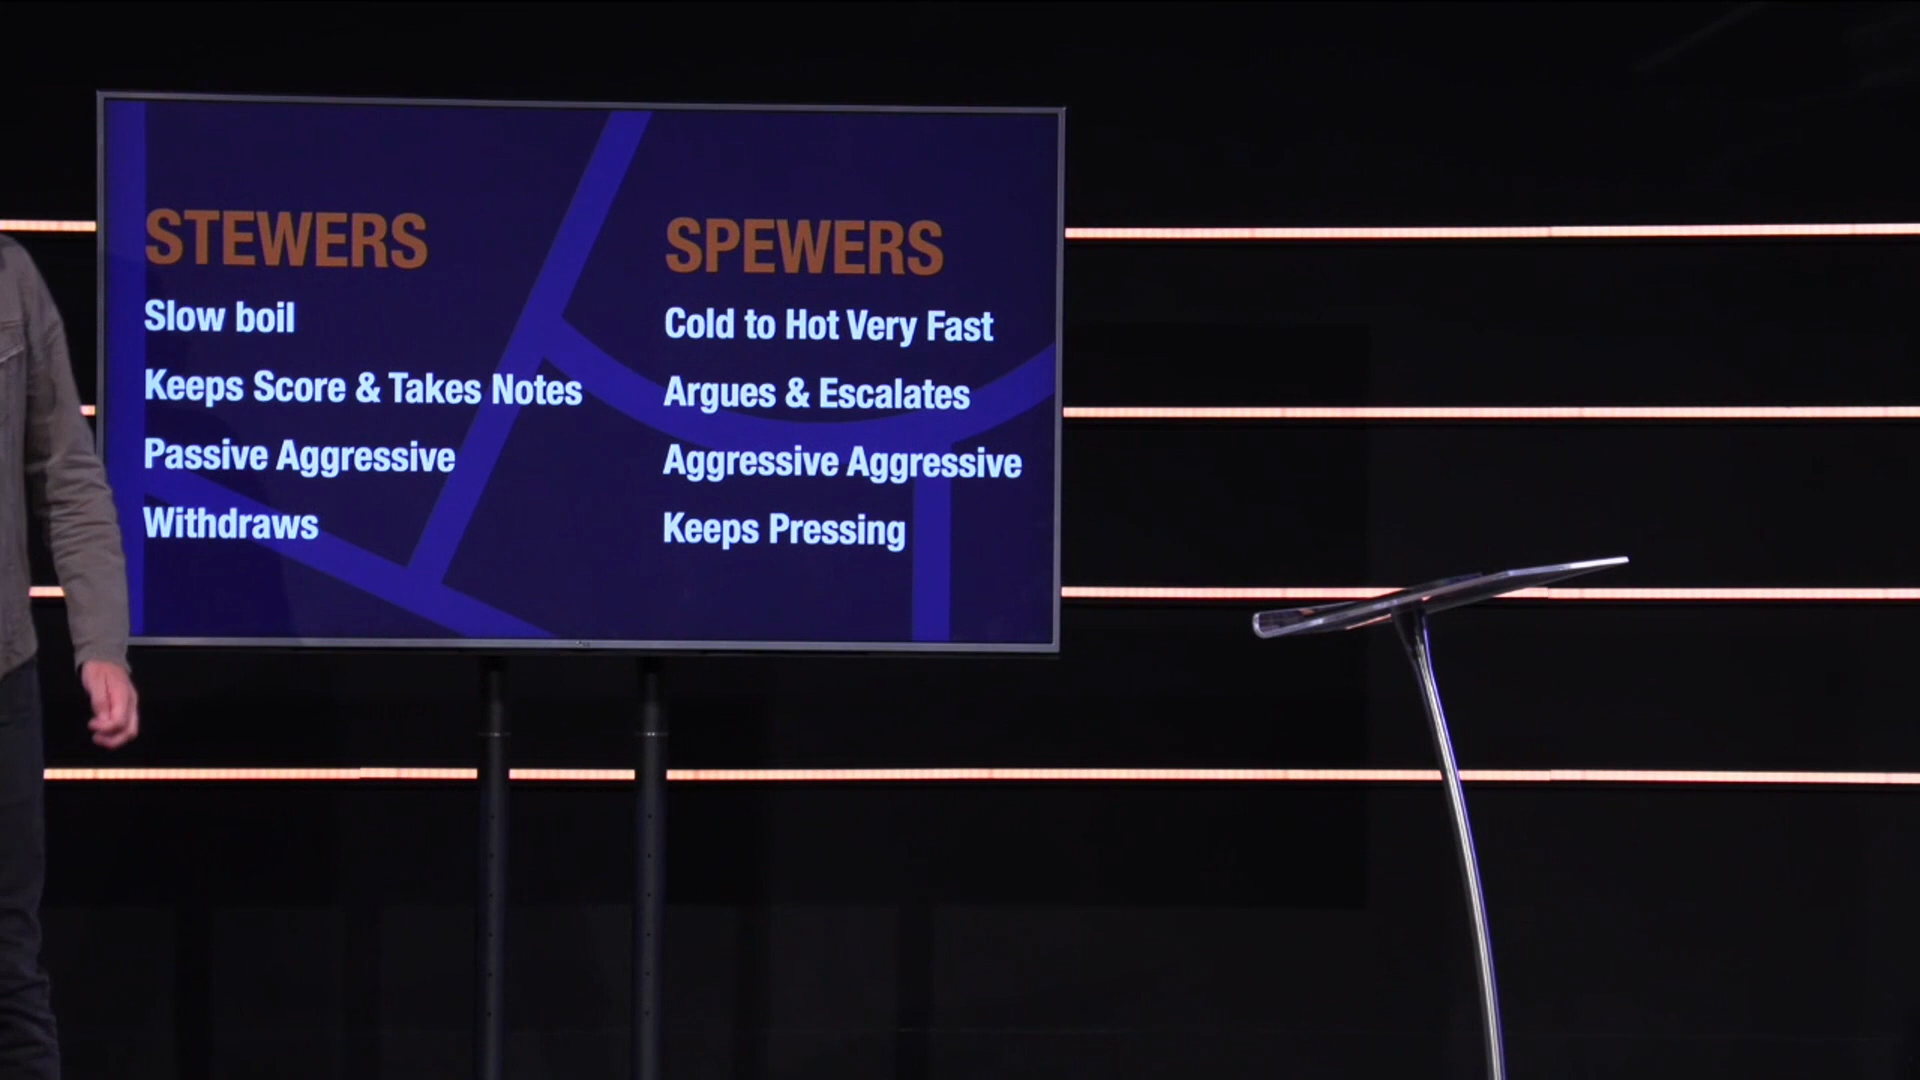 STEWERS
Slow boil
Keeps Score & Takes Notes
Passive Aggressive
Withdraws
SPEWERS
Cold to Hot Very Fast
Argues & Escalates
Aggressive Aggressive
Keeps Pressing